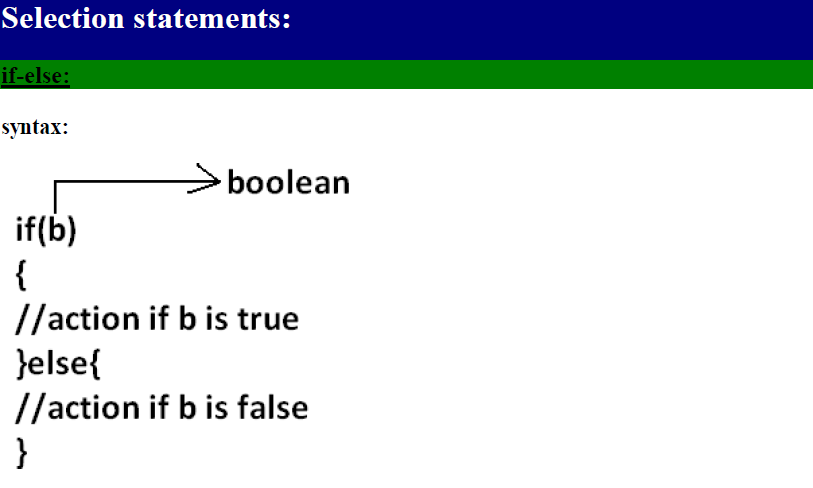 Selection statements:
if-else:
syntax:
boolean
if(b)
{
//action if b is true
}else{
//action if b is false
}